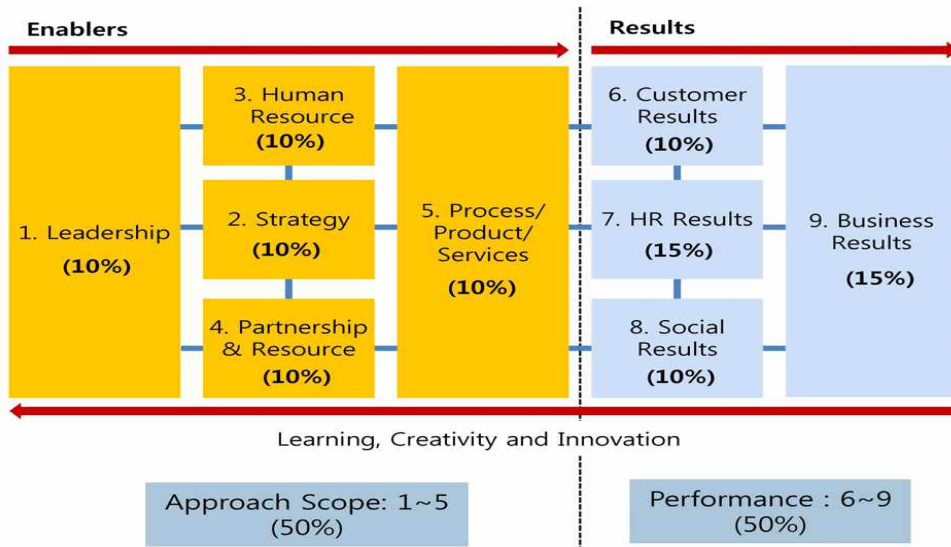 Enablers
Results
1. Leadership
(10%)
3. Human
Resource
(10%)
2. Strategy
(10%)
4. Partnership
& Resource
(10%)
5. Process/
Product/
Services
(10%)
6. Customer
Results
(10%)
7. HR Results
(15%)
8. Social
Results
(10%)
9. Business
Results
(15%)
Learning, Creativity and Innovation
Approach Scope: 1~5
(50%)
Performance : 6~9
(50%)